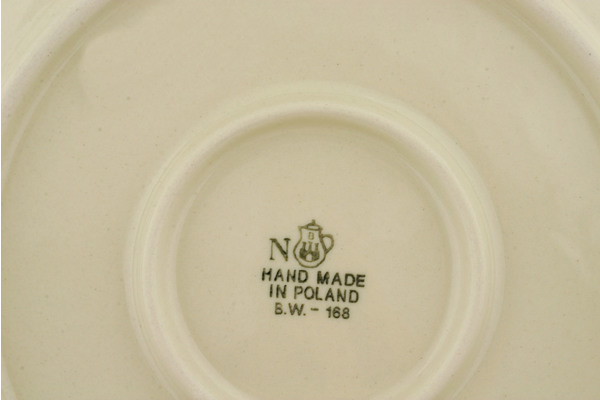 N B
HAND MADE
IN POLAND
B.W. - 168